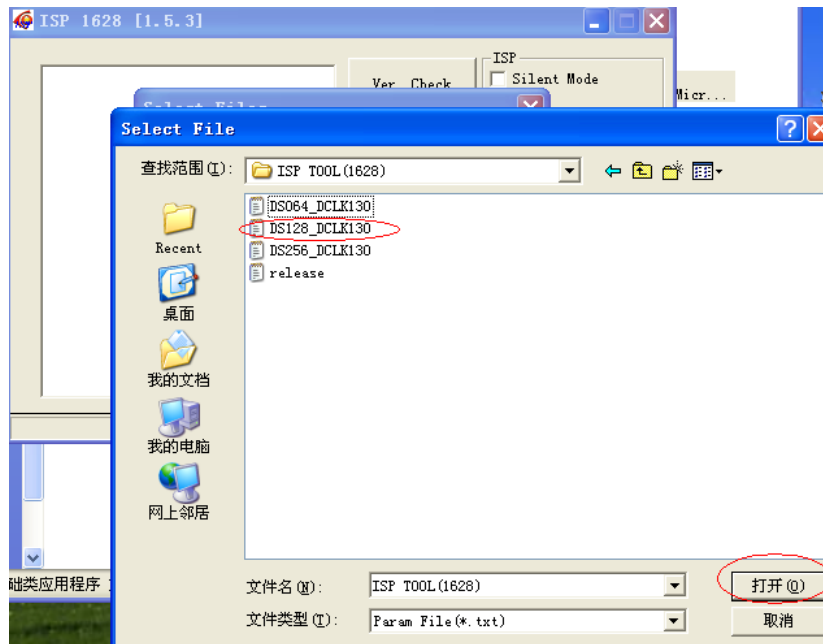 ISP 1628 [1.5.3]
ISP
Ver. Check
Silent Mode
Micr...
Select Files
Select File
查找范围(I):
ISP TOOL(1628)
DS064_DCLK130
DS128_DCLK130
DS256_DCLK130
release
Recent
桌面
我的文档
我的电脑
网上邻居
础类应用程序
文件名(N):
ISP TOOL(1628)
打开(O)
文件类型(T):
Param File(*.txt)
取消